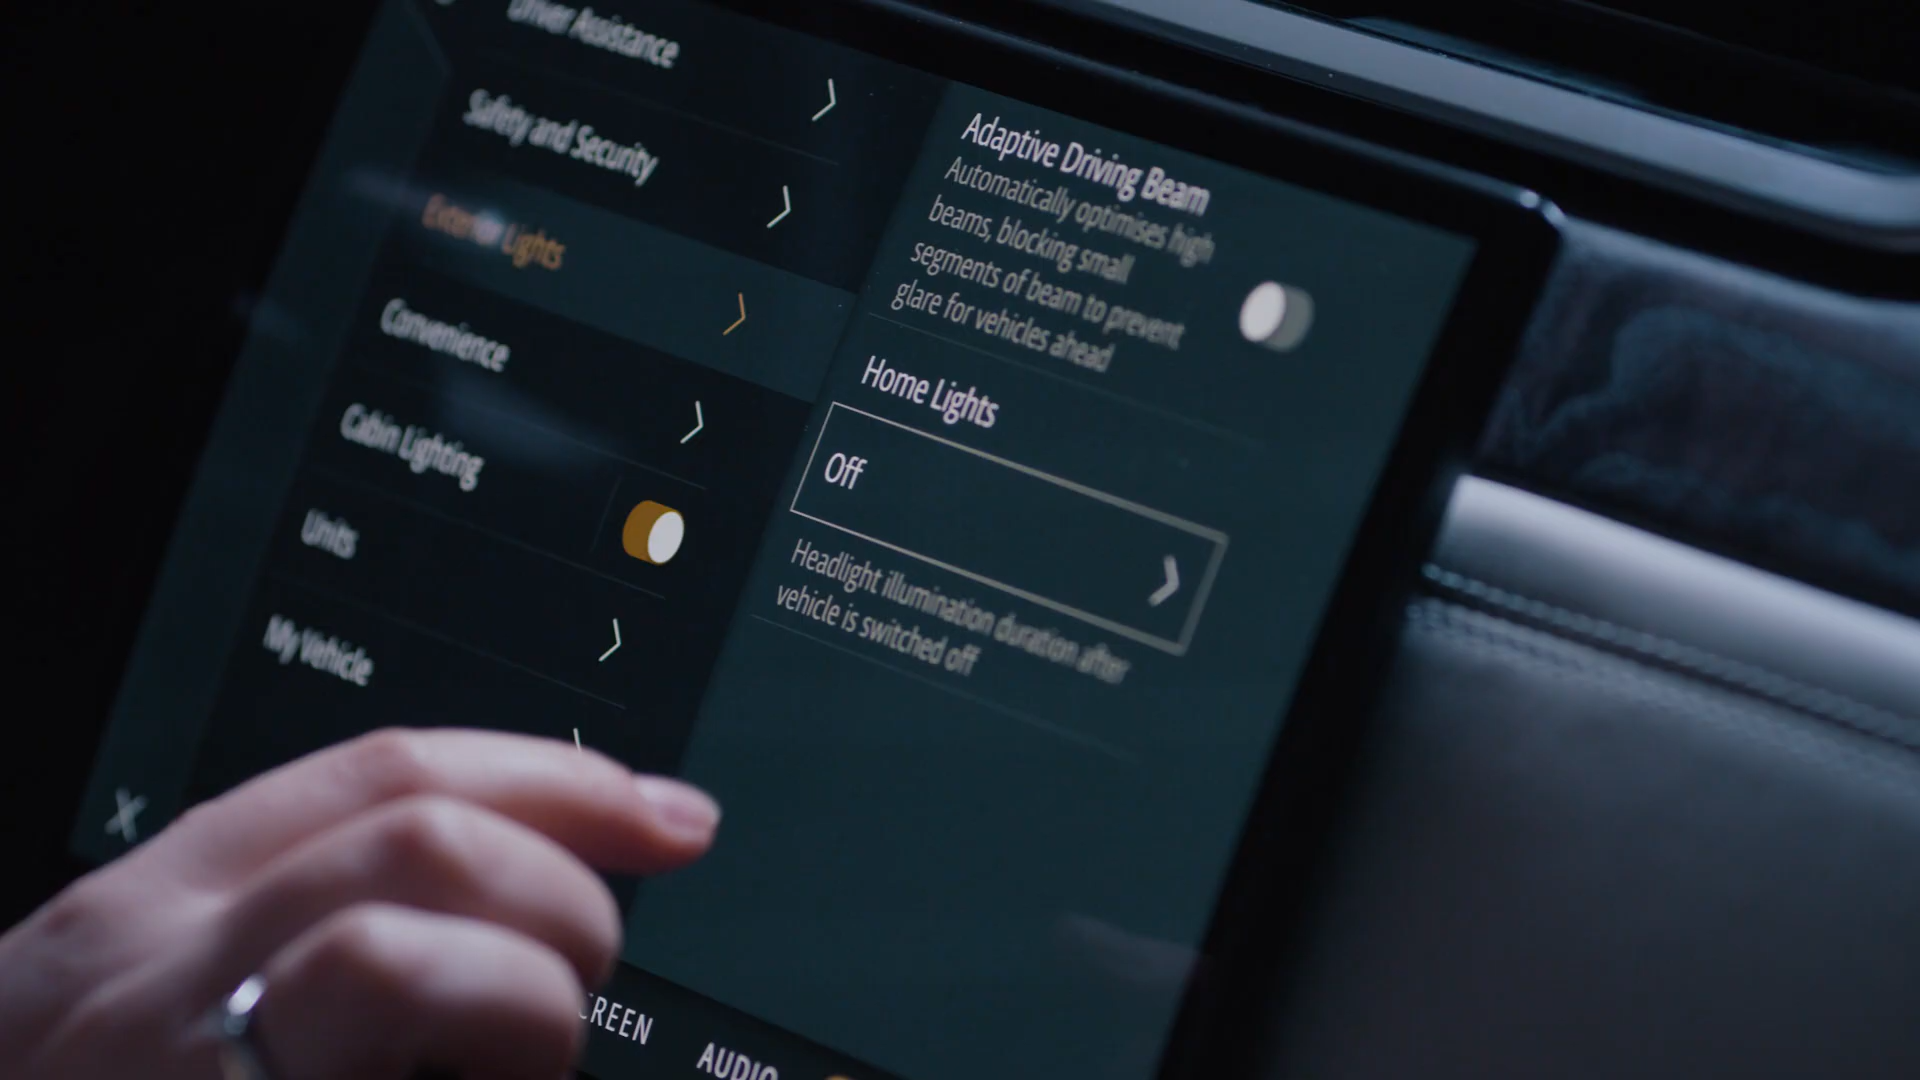 Driver Assistance
Safety and Security
Exterior Lights
Convenience
Cabin Lighting
Units
My Vehicle
X
Adaptive Driving Beam
Automatically optimises high
beams, blocking small
segments of beam to prevent
glare for vehicles ahead
Home Lights
Off
Headlight illumination duration after
vehicle is switched off
CREEN
AUDIO